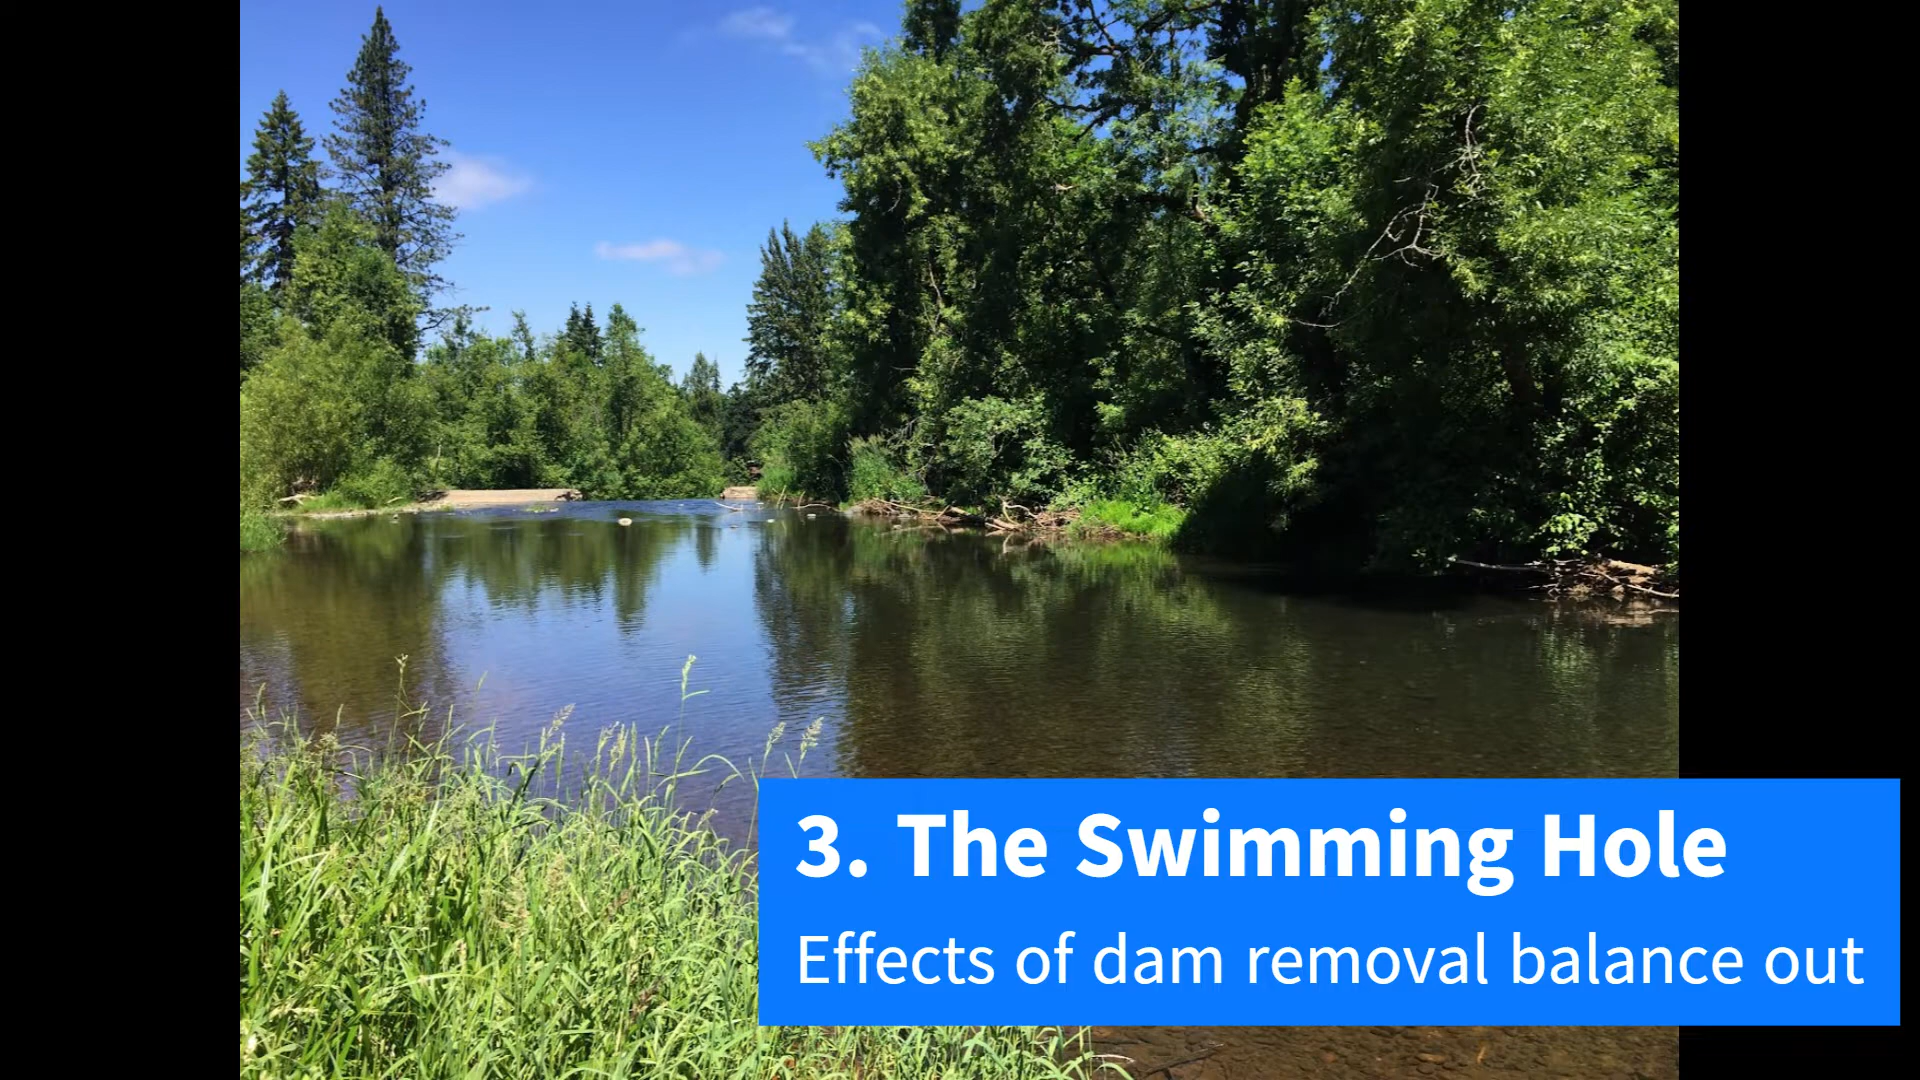 3. The Swimming Hole
Effects of dam removal balance out